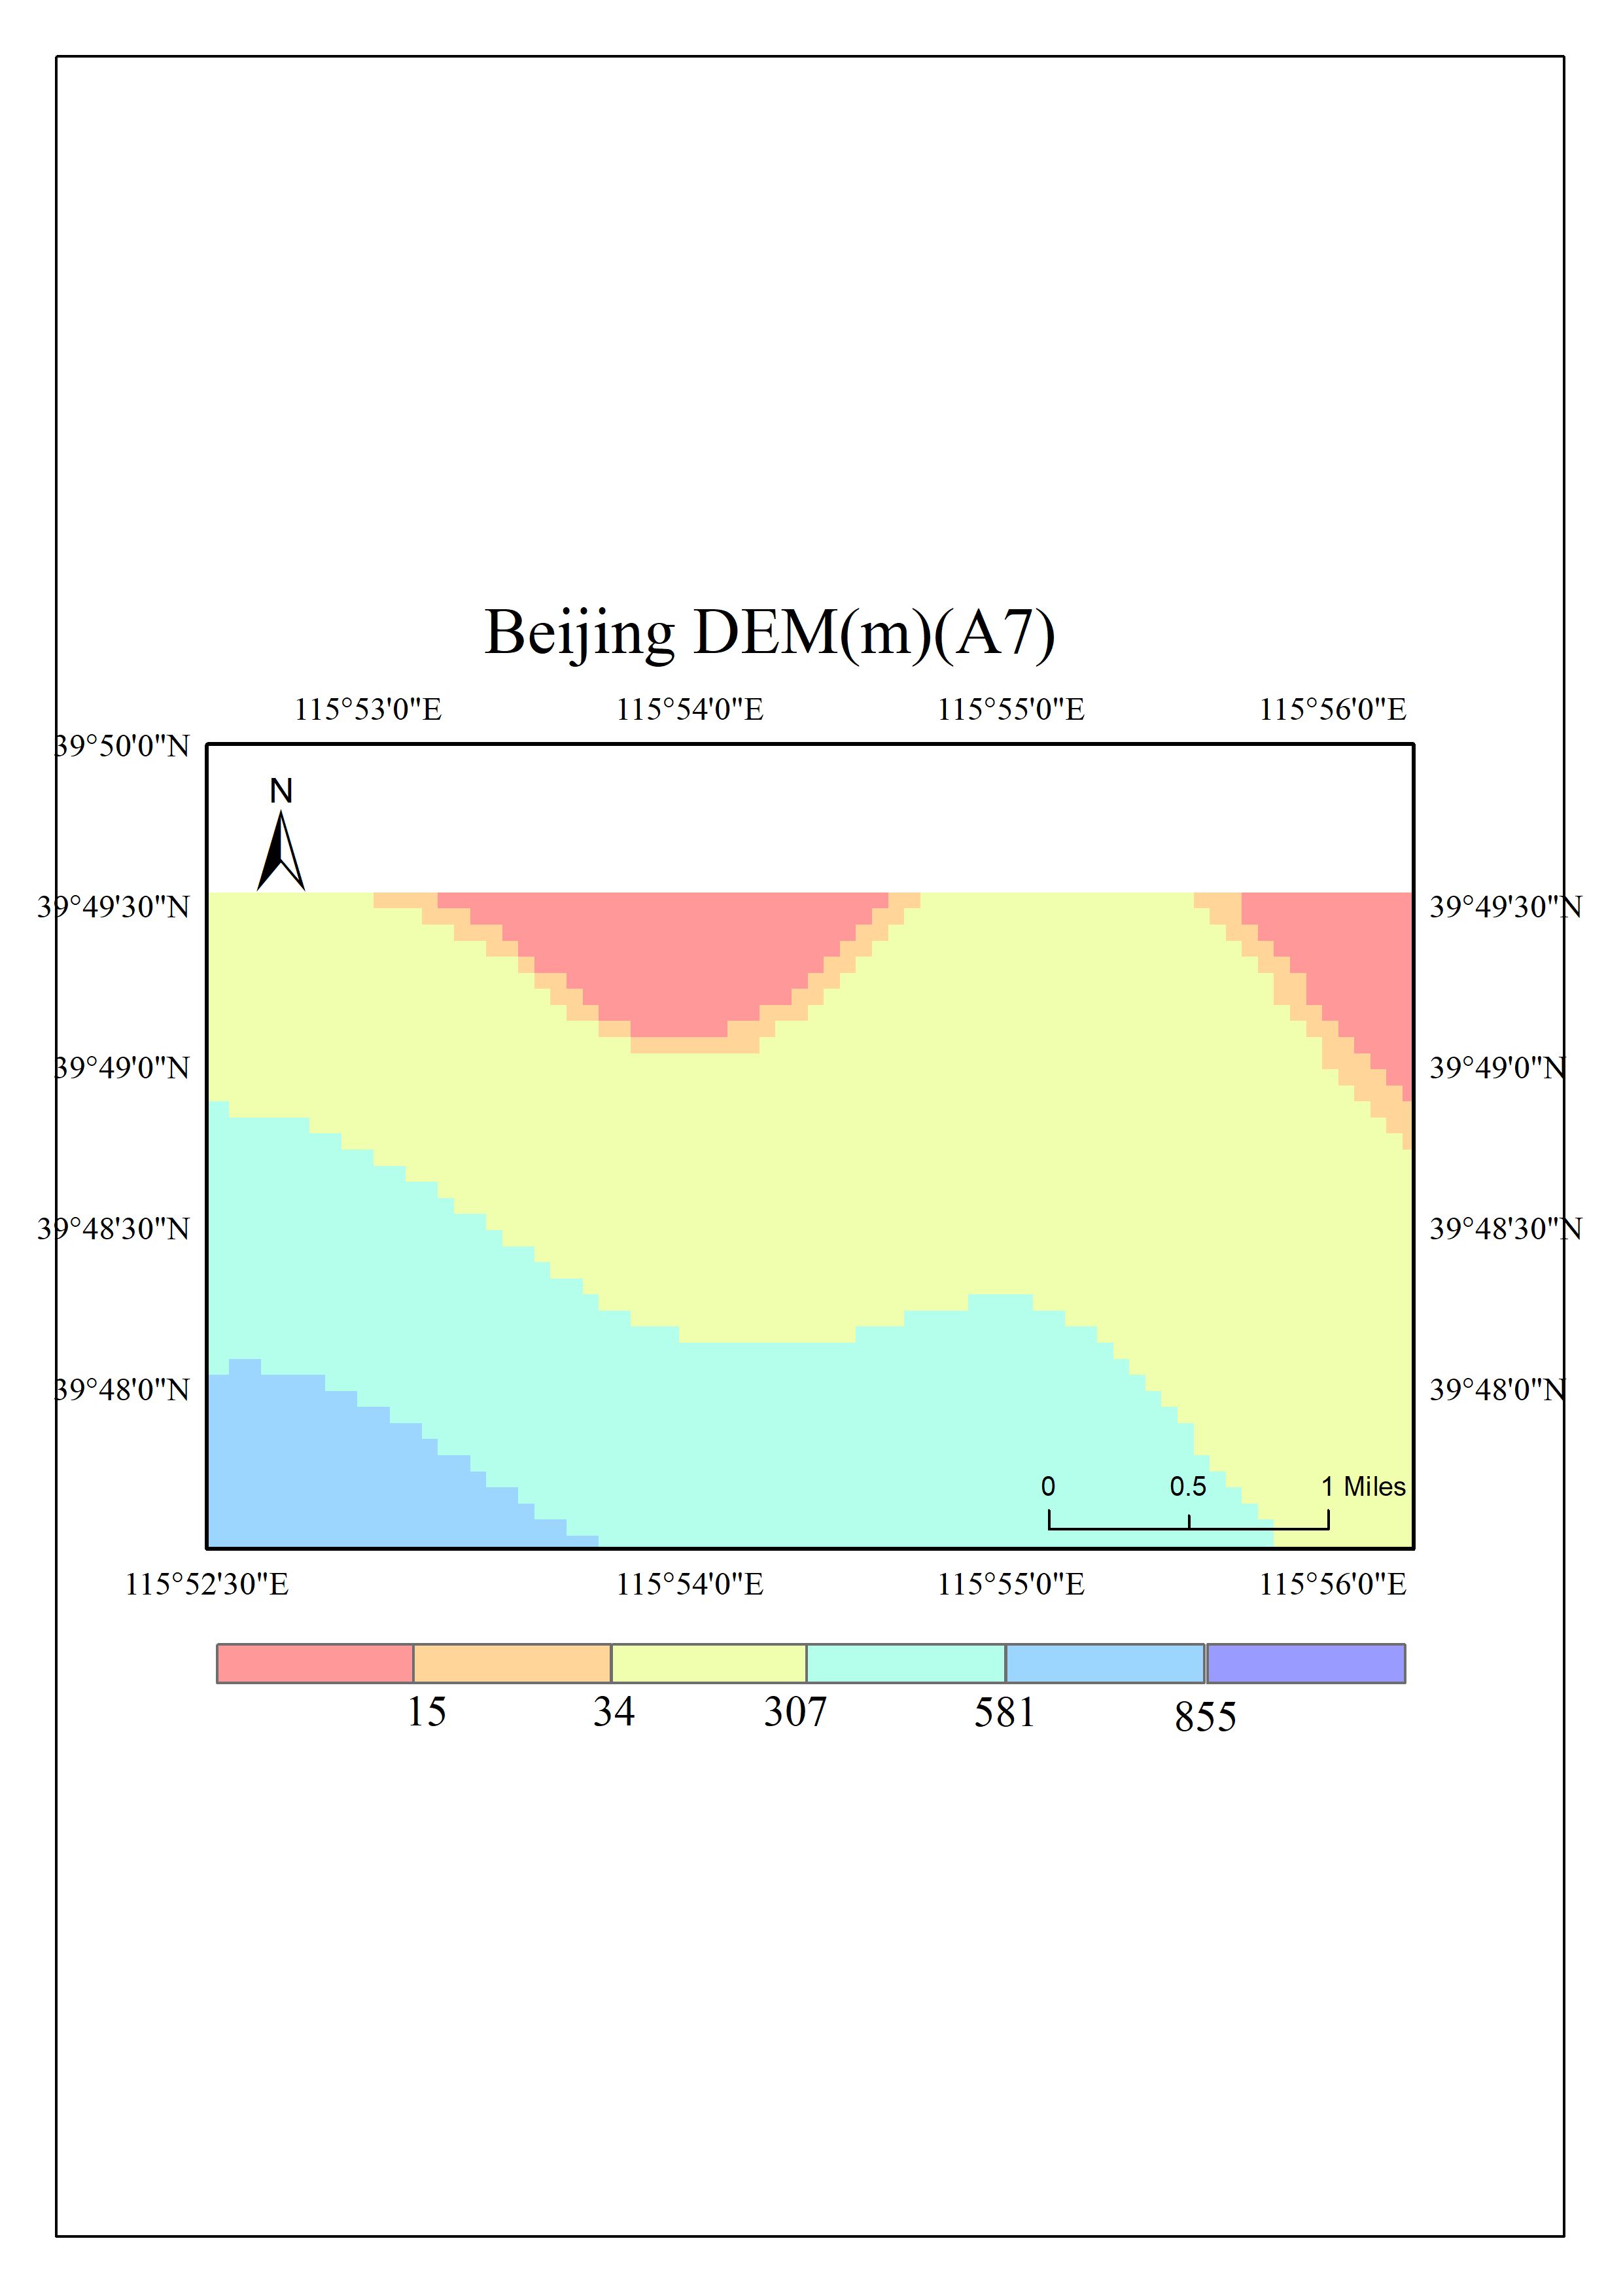 Beijing DEM(m)(A7)
115°53'0"E 115°54'0"E 115°55'0"E 115°56'0"E
39°50'0"N
N
39°49'30"N 39°49'30"N
39°49'0"N 39°49'0"N
39°48'30"N 39°48'30"N
39°48'0"N 39°48'0"N
0 0.5 1 Miles
115°52'30"E 115°54'0"E 115°55'0"E 115°56'0"E
15 34 307 581 855